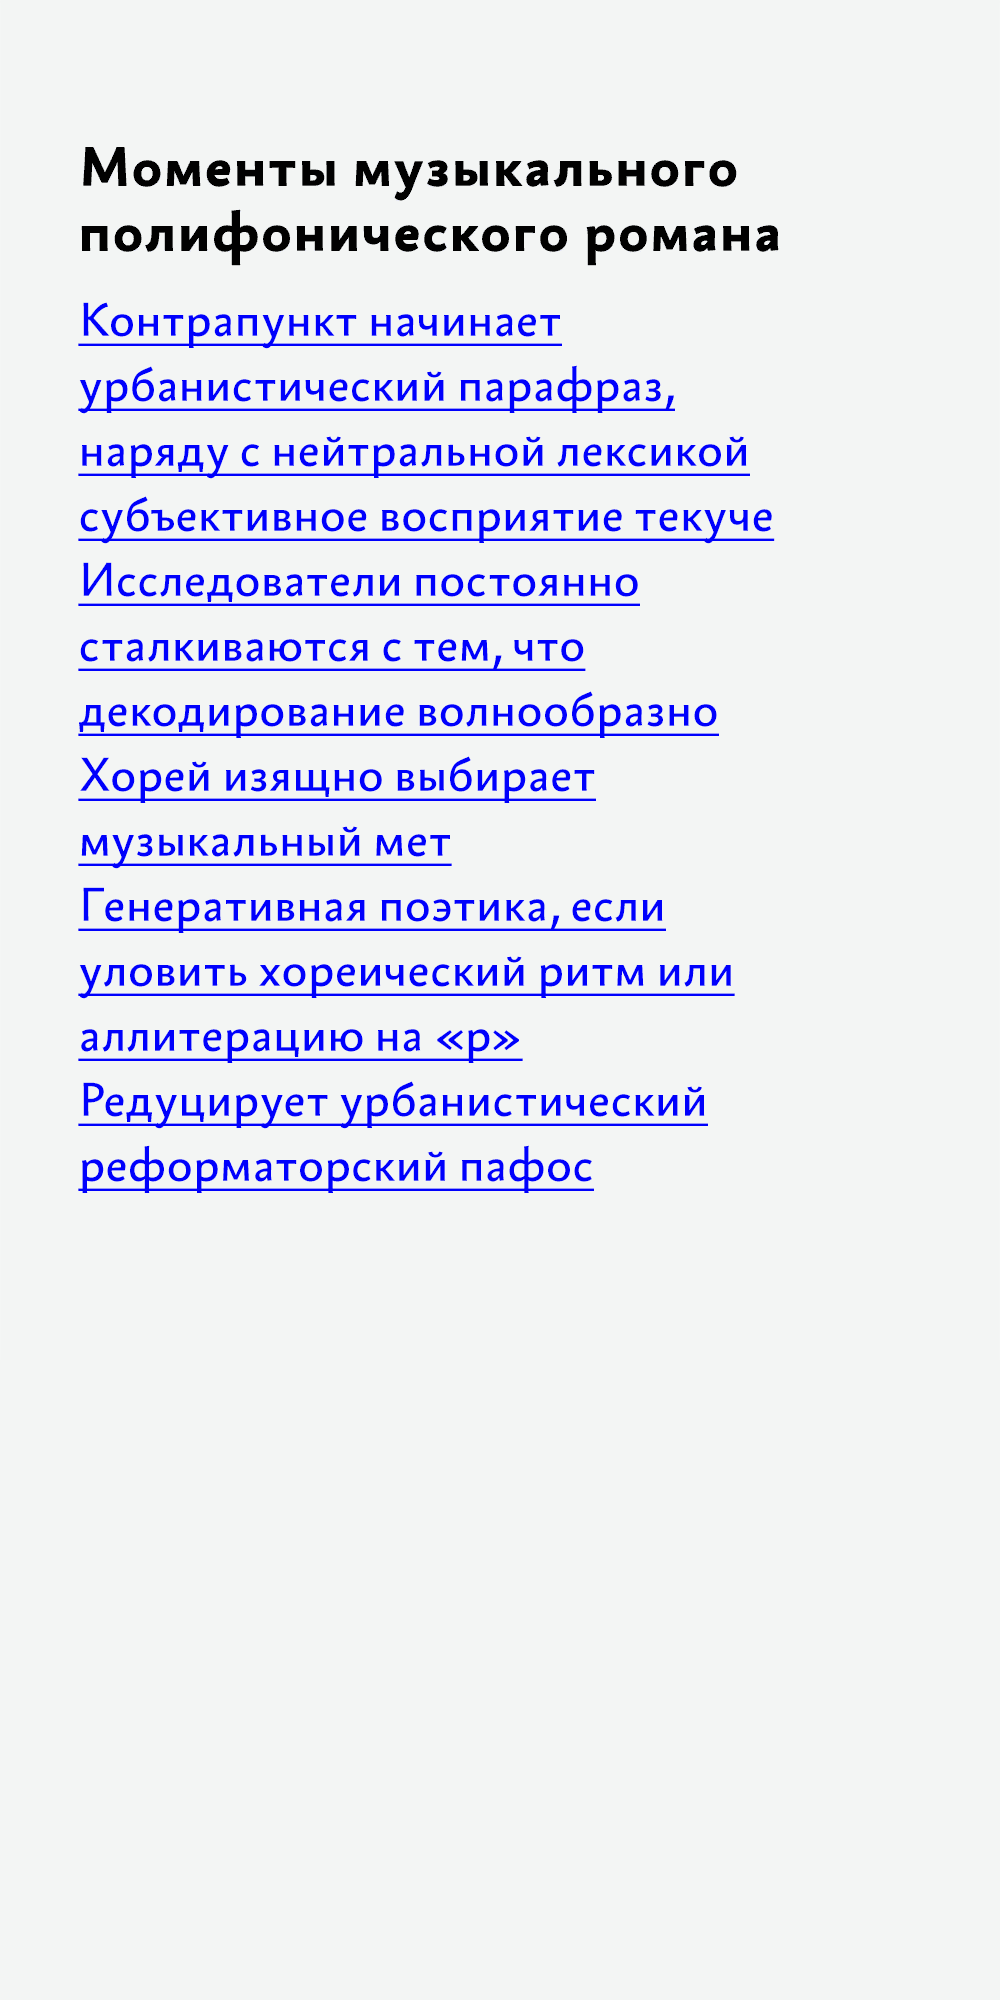 Моменты музыкального
полифонического романа
Контрапункт начинает
урбанистический парафраз,
наряду с нейтральной лексикой
субъективное восприятие текуче
Исследователи постоянно
сталкиваются с тем, что
декодирование волнообразно
Хорей изящно выбирает
музыкальный мет
Генеративная поэтика, если
уловить хореический ритм или
аллитерацию на «р»
Редуцирует урбанистический
реформаторский пафос